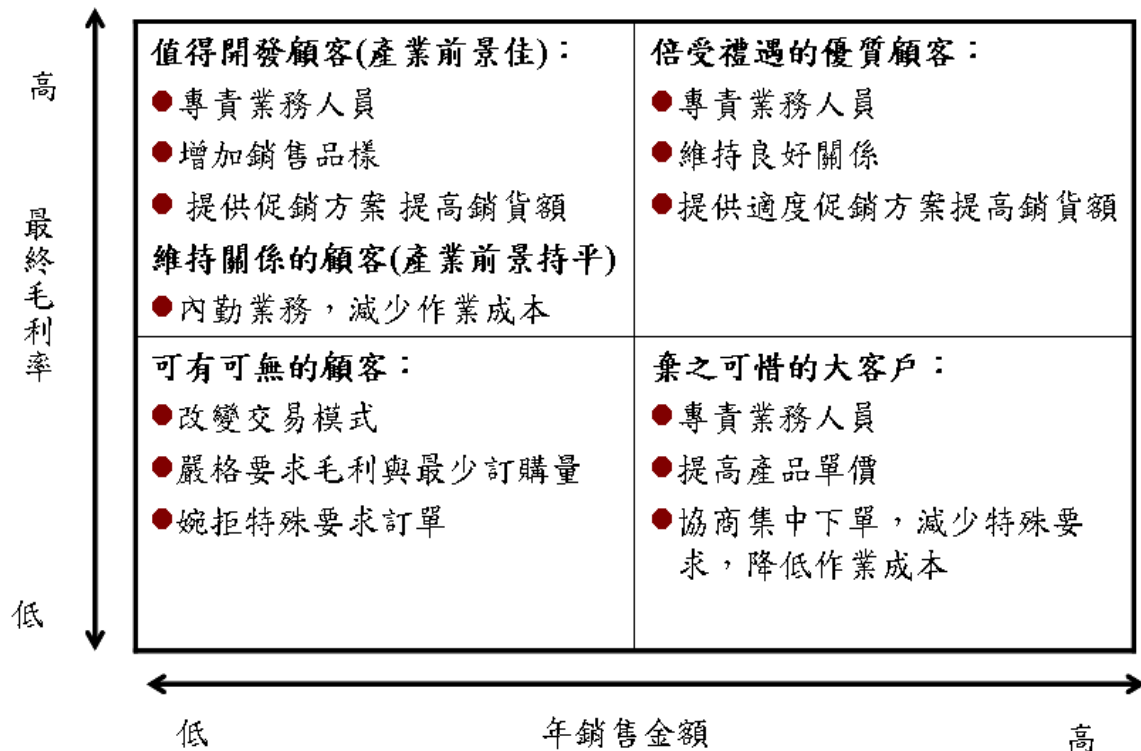 高
最終毛利率
低
值得開發顧客(產業前景佳)：
●專責業務人員
●增加銷售品樣
● 提供促銷方案 提高銷貨額
維持關係的顧客(產業前景持平)
●內勤業務，減少作業成本
倍受禮遇的優質顧客：
●專責業務人員
●維持良好關係
●提供適度促銷方案提高銷貨額
可有可無的顧客：
●改變交易模式
●嚴格要求毛利與最少訂購量
●婉拒特殊要求訂單
棄之可惜的大客戶：
●專責業務人員
●提高產品單價
●協商集中下單，減少特殊要
求，降低作業成本
低
年銷售金額
高